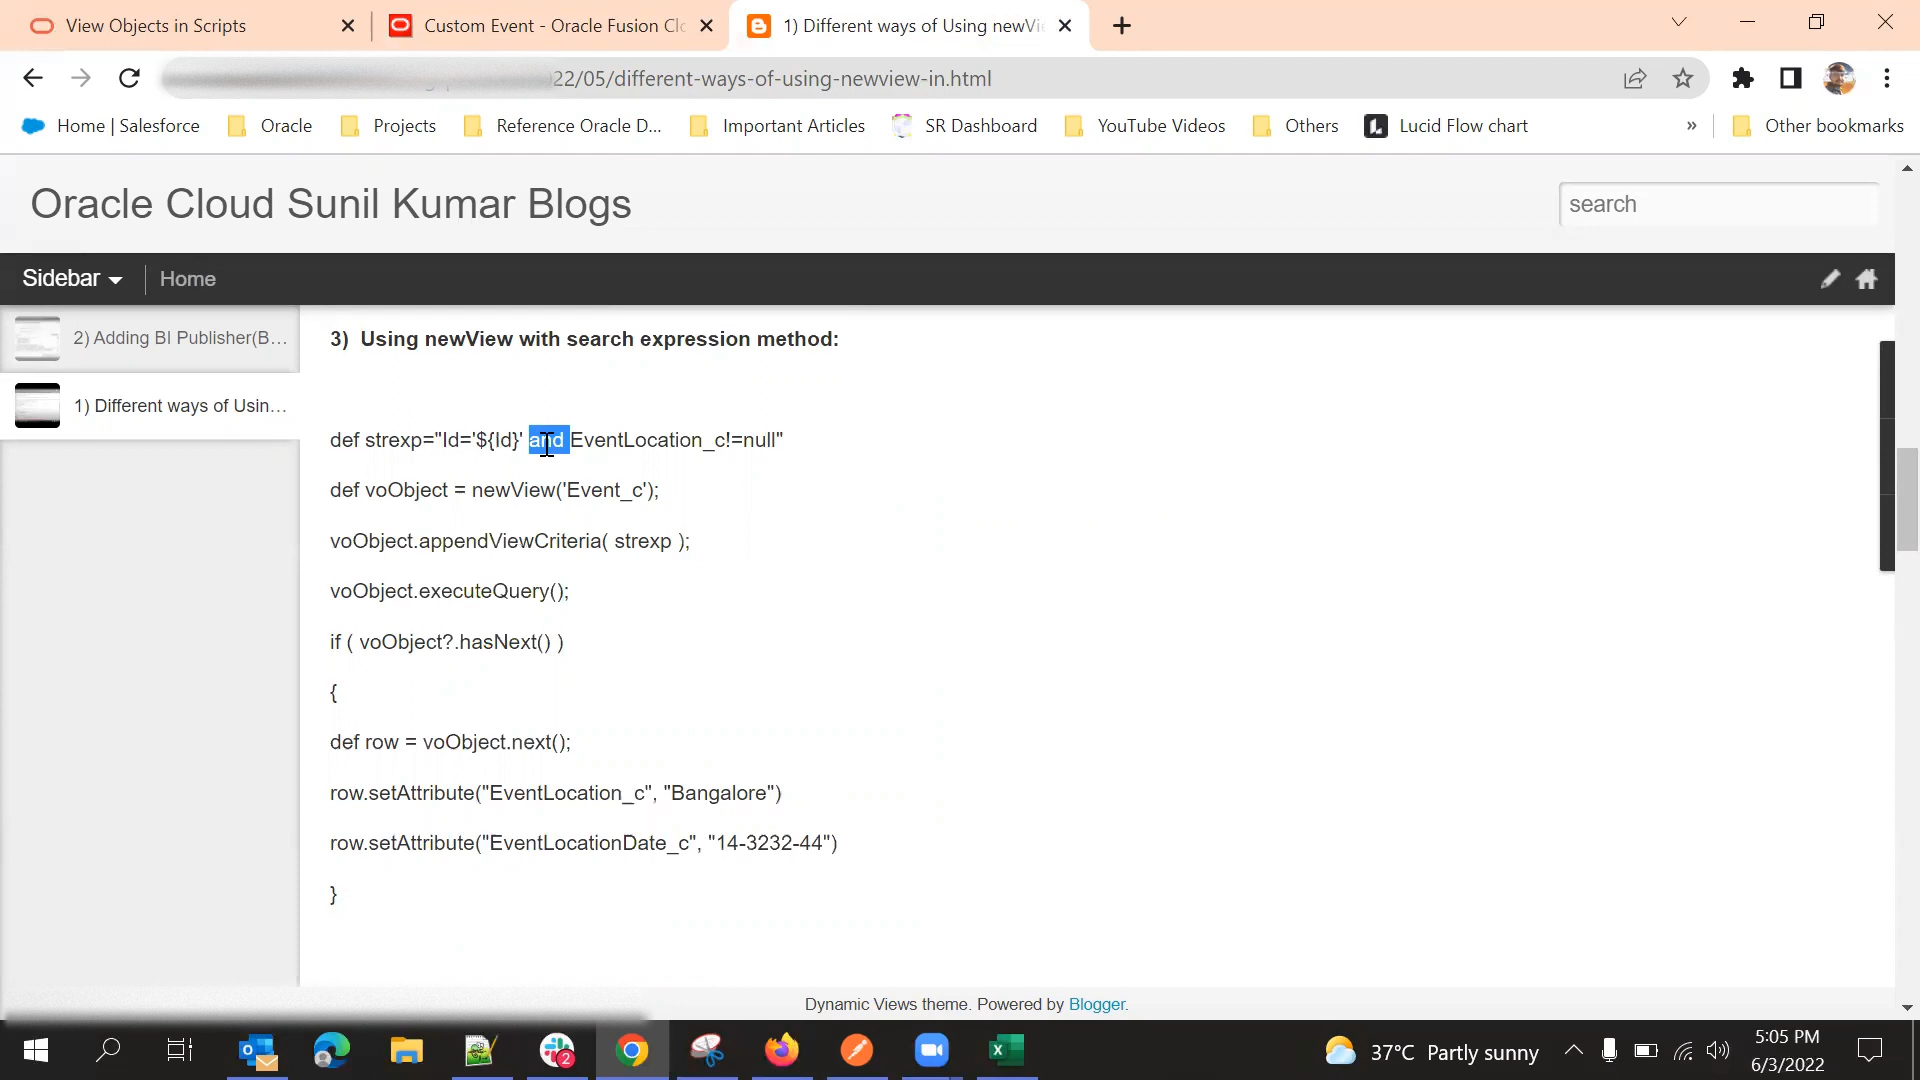 View Objects in Scripts
Custom Event - Oracle Fusion Clo
1) Different ways of Using newVie
22/05/different-ways-of-using-newview-in.html
Home | Salesforce
Oracle
Projects
Reference Oracle D...
Important Articles
SR Dashboard
YouTube Videos
Others
Lucid Flow chart
»
Other bookmarks
Oracle Cloud Sunil Kumar Blogs
search
Sidebar
Home
2) Adding BI Publisher(B...
1) Different ways of Usin...
3)  Using newView with search expression method:
def strexp="Id='${Id}' and EventLocation_c!=null"
def voObject = newView('Event_c');
voObject.appendViewCriteria( strexp );
voObject.executeQuery();
if ( voObject?.hasNext() )
{
def row = voObject.next();
row.setAttribute("EventLocation_c", "Bangalore")
row.setAttribute("EventLocationDate_c", "14-3232-44")
}
Dynamic Views theme. Powered by Blogger.
2
37°C Partly sunny
5:05 PM
6/3/2022